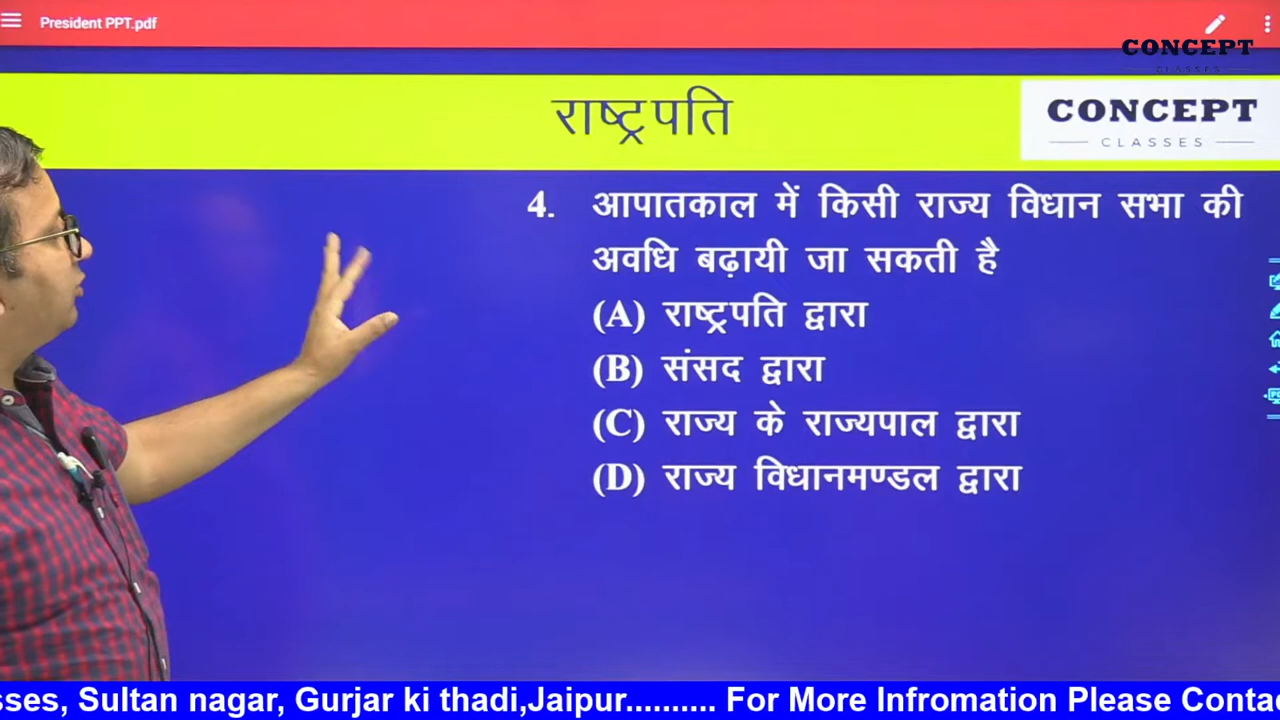 President PPT.pdf
CONCEPT
CLASSES
राष्ट्रपति
CONCEPT
CLASSES
4. आपातकाल में किसी राज्य विधान सभा की
अवधि बढ़ायी जा सकती है
(A) राष्ट्रपति द्वारा
(B) संसद द्वारा
(C) राज्य के राज्यपाल द्वारा
(D) राज्य विधानमण्डल द्वारा
sses, Sultan nagar, Gurjar ki thadi,Jaipur.......... For More Infromation Please Contac